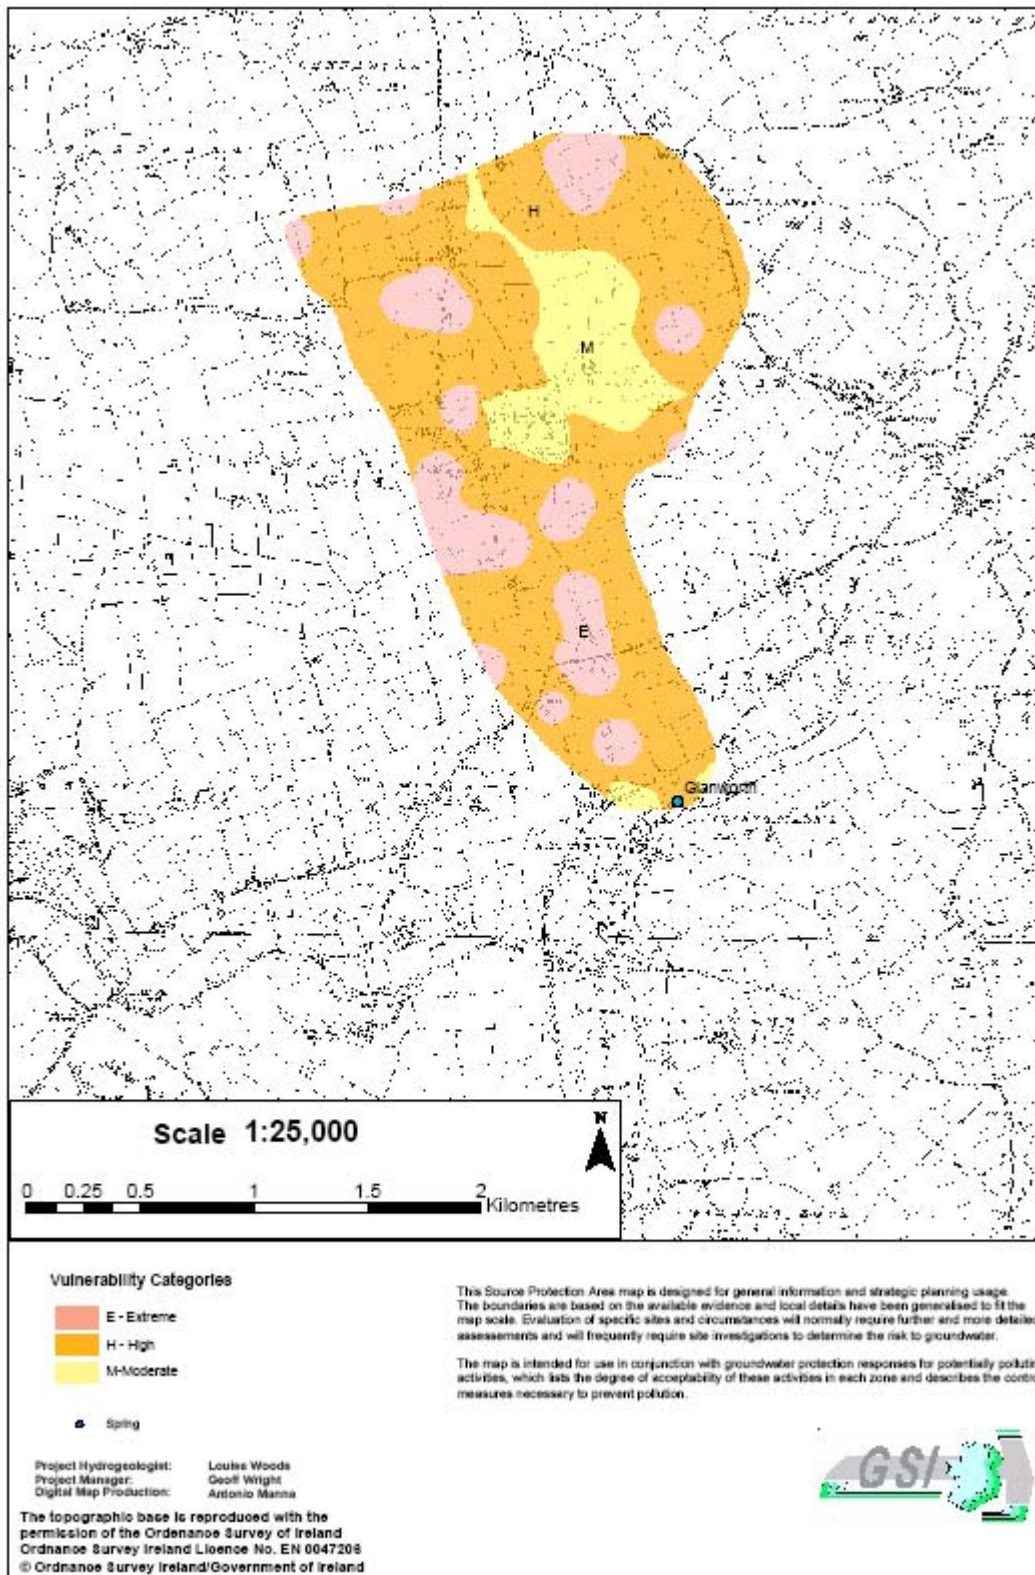 H
M
E
Glanworth
Scale 1:25,000
N
0 0.25 0.5 1 1.5 2
Kilometres
Vulnerability Categories
E - Extreme
H - High
M-Moderate
Spring
Project Hydrogeologist: Louise Woods
Project Manager: Geoff Wright
Digital Map Production: Antonio Manna
The topographic base is reproduced with the
permission of the Ordenance Survey of Ireland
Ordnance Survey Ireland Licence No. EN 0047206
© Ordnance Survey Ireland/Government of Ireland
This Source Protection Area map is designed for general information and strategic planning usage.
The boundaries are based on the available evidence and local details have been generalised to fit the
map scale. Evaluation of specific sites and circumstances will normally require further and more detailed
assessements and will frequently require site investigations to determine the risk to groundwater.
The map is intended for use in conjunction with groundwater protection responses for potentially pollutin
activities, which lists the degree of acceptability of these activities in each zone and describes the contro
measures necessary to prevent pollution.
GSI